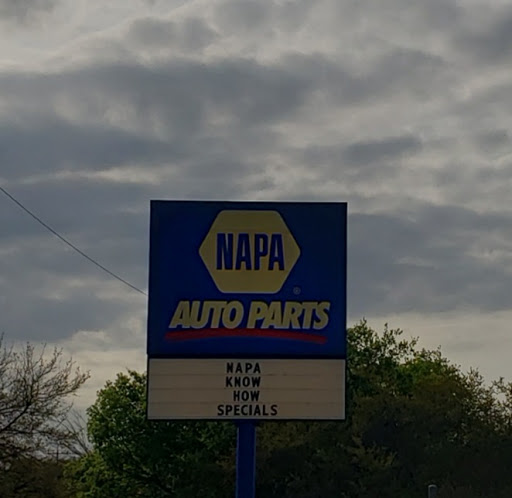 NAPA
®
AUTO PARTS
NAPA
KNOW
HOW
SPECIALS